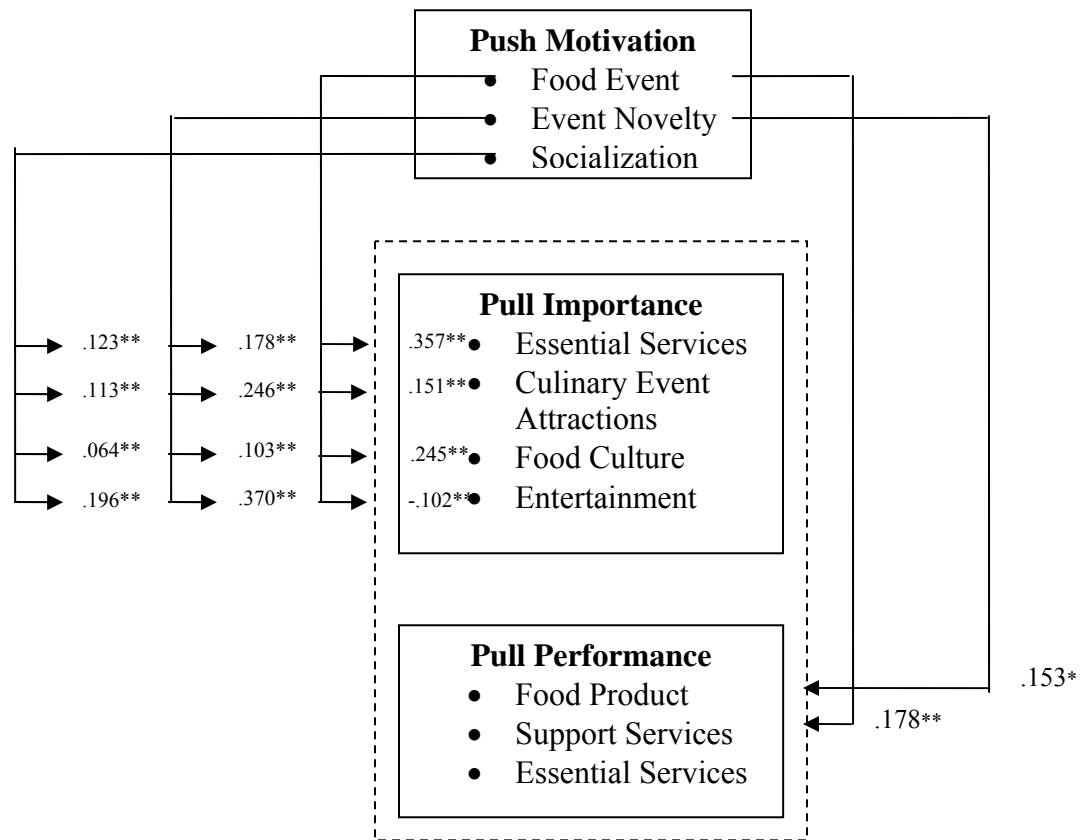 Push Motivation
• Food Event
• Event Novelty
• Socialization
Pull Importance
.123** .178** .357** • Essential Services
.113** .246** .151** • Culinary Event
Attractions
.064** .103** .245** • Food Culture
.196** .370** -.102** • Entertainment
Pull Performance
.153*
• Food Product
.178**
• Support Services
• Essential Services